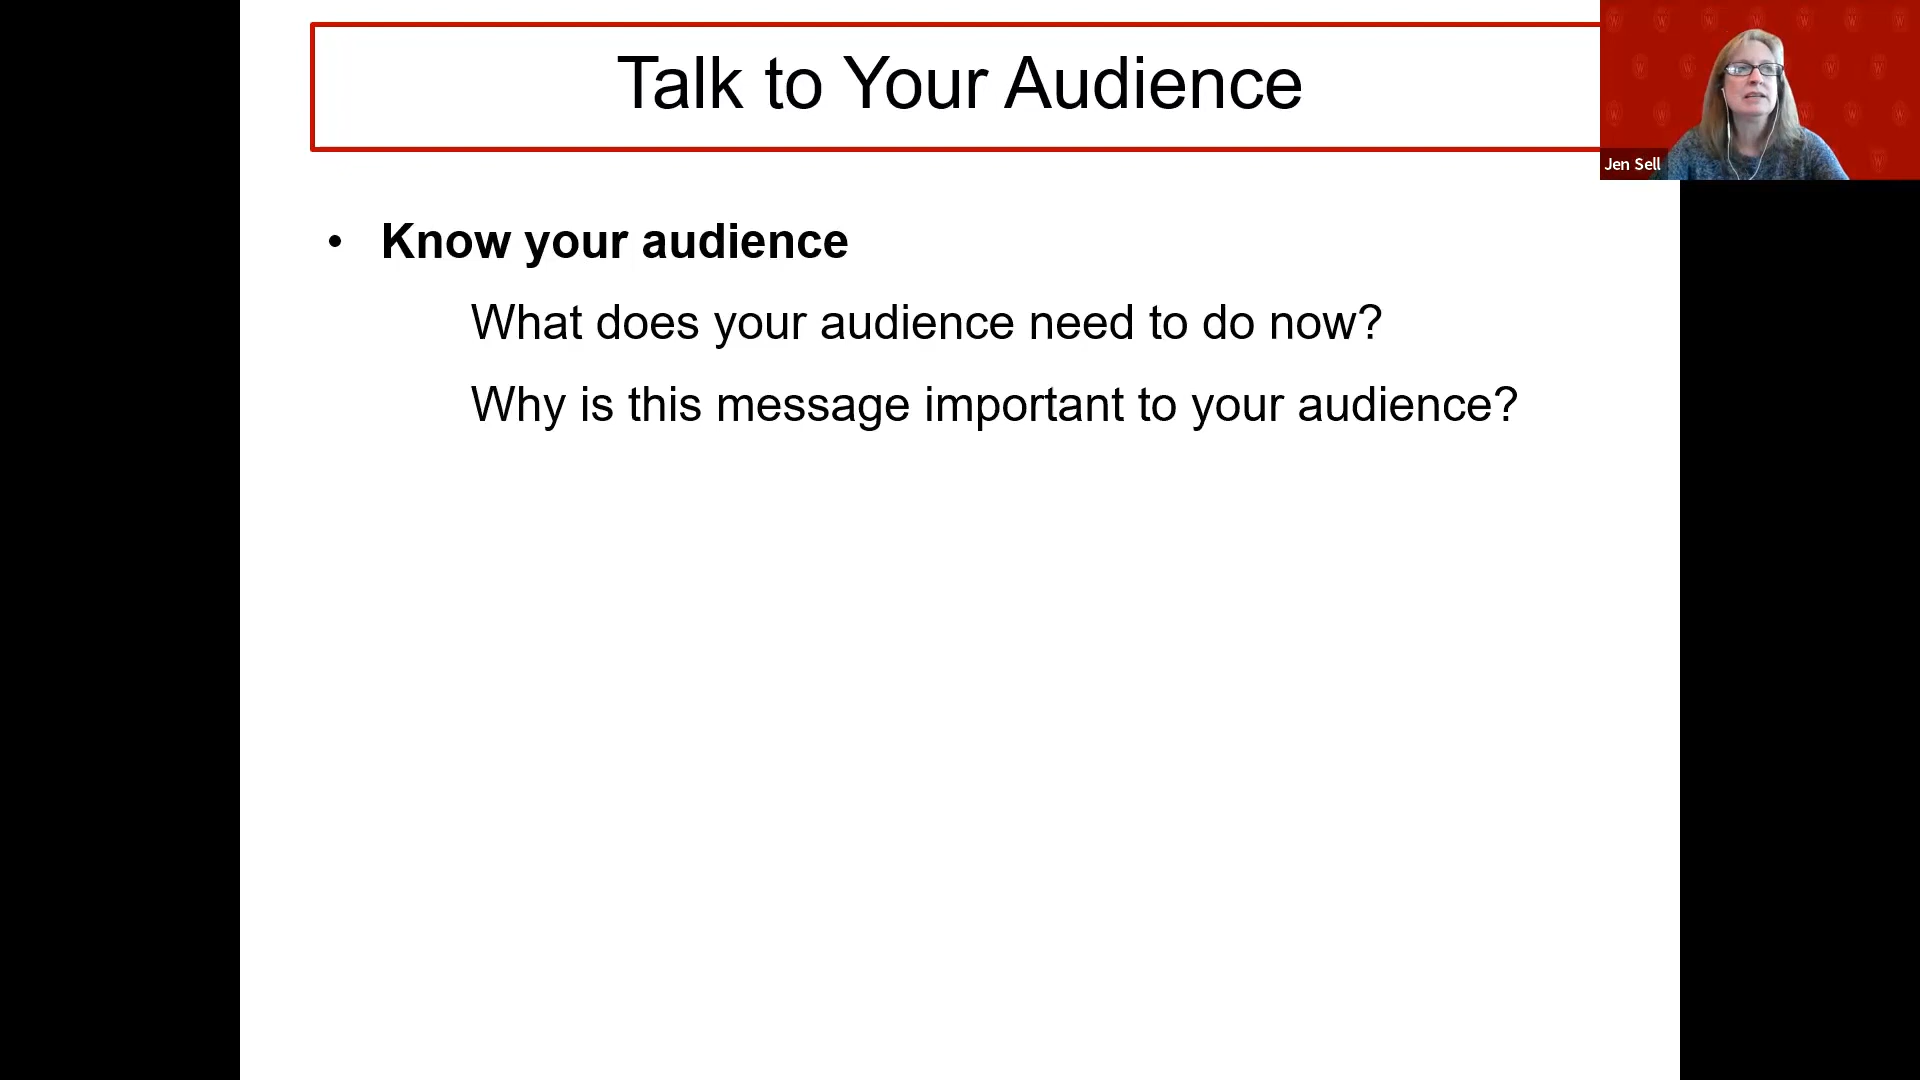 Talk to Your Audience
Jen Sell
• Know your audience
What does your audience need to do now?
Why is this message important to your audience?